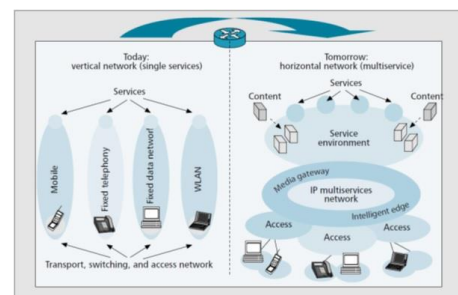 Today:
vertical network (single services)
Services
Mobile
Fixed telephony
Fixed data network
WLAN
Transport, switching, and access network
Tomorrow:
horizontal network (multiservice)
Services
Content
Content
Service
environment
Media gateway
IP multiservices
network
Intelligent edge
Access
Access
Access